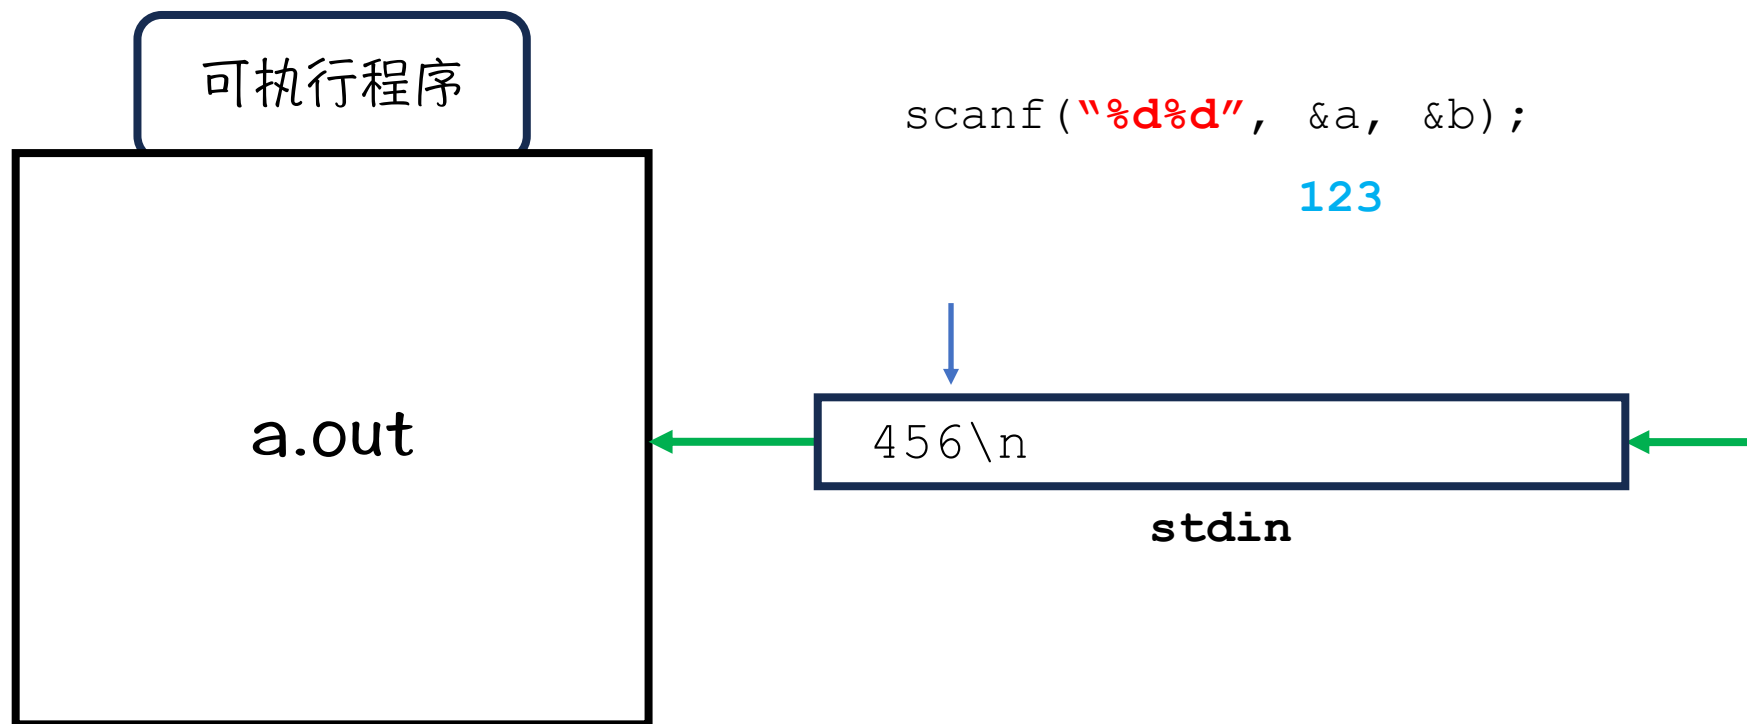 可执行程序
scanf(“%d%d”, &a, &b);
123
a.out
456\n
stdin